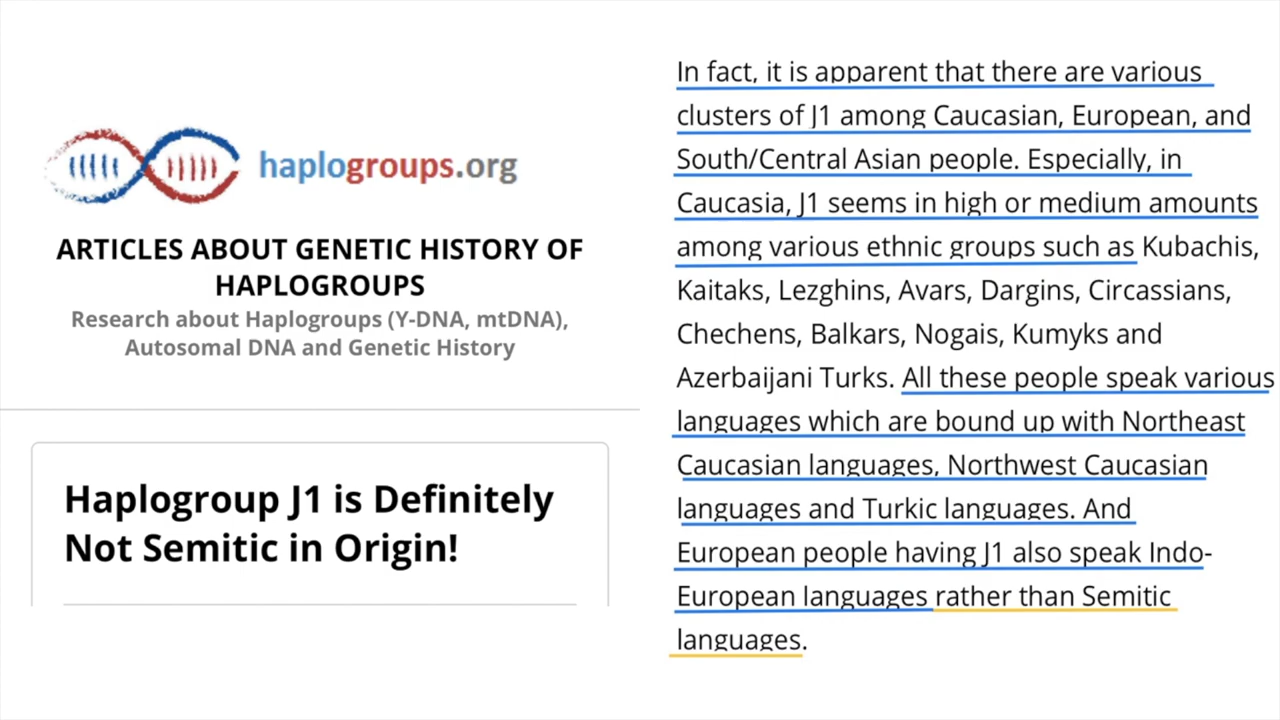 haplogroups.org
ARTICLES ABOUT GENETIC HISTORY OF
HAPLOGROUPS
Research about Haplogroups (Y-DNA, mtDNA),
Autosomal DNA and Genetic History
Haplogroup J1 is Definitely
Not Semitic in Origin!
In fact, it is apparent that there are various
clusters of J1 among Caucasian, European, and
South/Central Asian people. Especially, in
Caucasia, J1 seems in high or medium amounts
among various ethnic groups such as Kubachis,
Kaitaks, Lezghins, Avars, Dargins, Circassians,
Chechens, Balkars, Nogais, Kumyks and
Azerbaijani Turks. All these people speak various
languages which are bound up with Northeast
Caucasian languages, Northwest Caucasian
languages and Turkic languages. And
European people having J1 also speak Indo-
European languages rather than Semitic
languages.